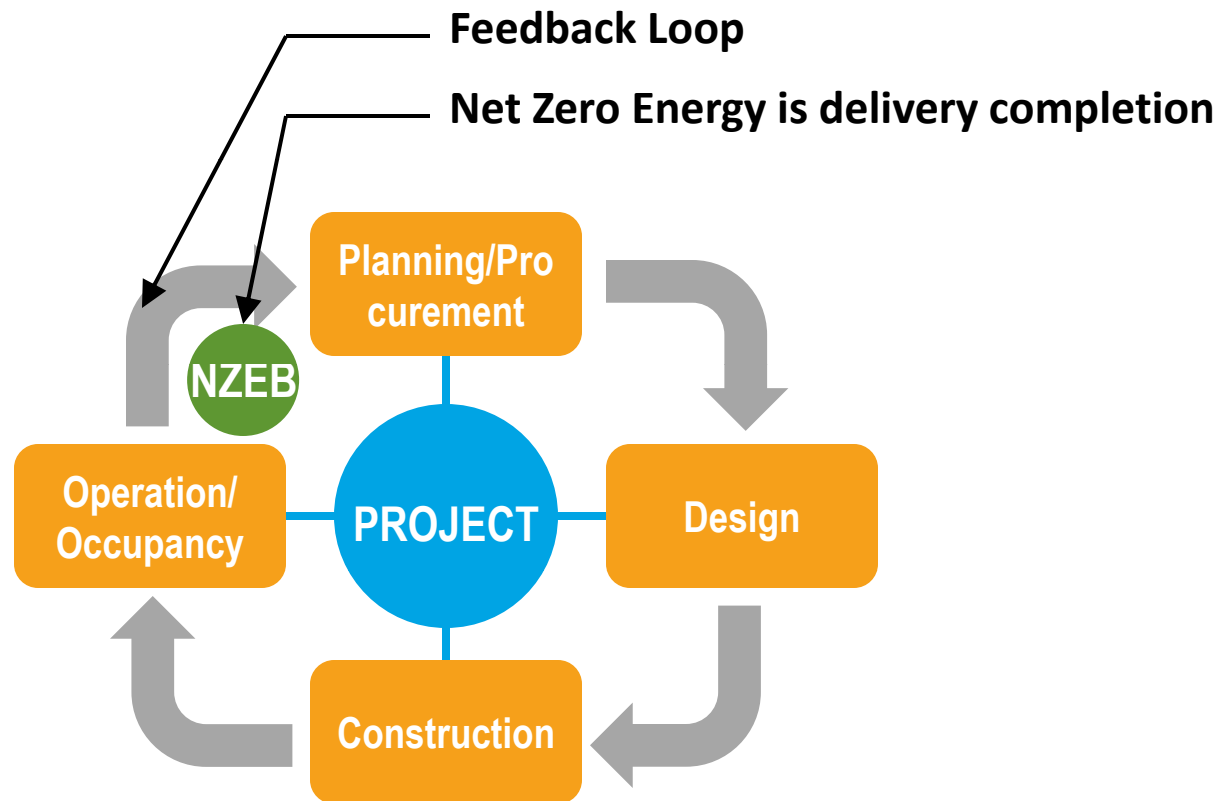 Feedback Loop
Net Zero Energy is delivery completion
Planning/Pro
curement
NZEB
Operation/
Occupancy
PROJECT
Design
Construction